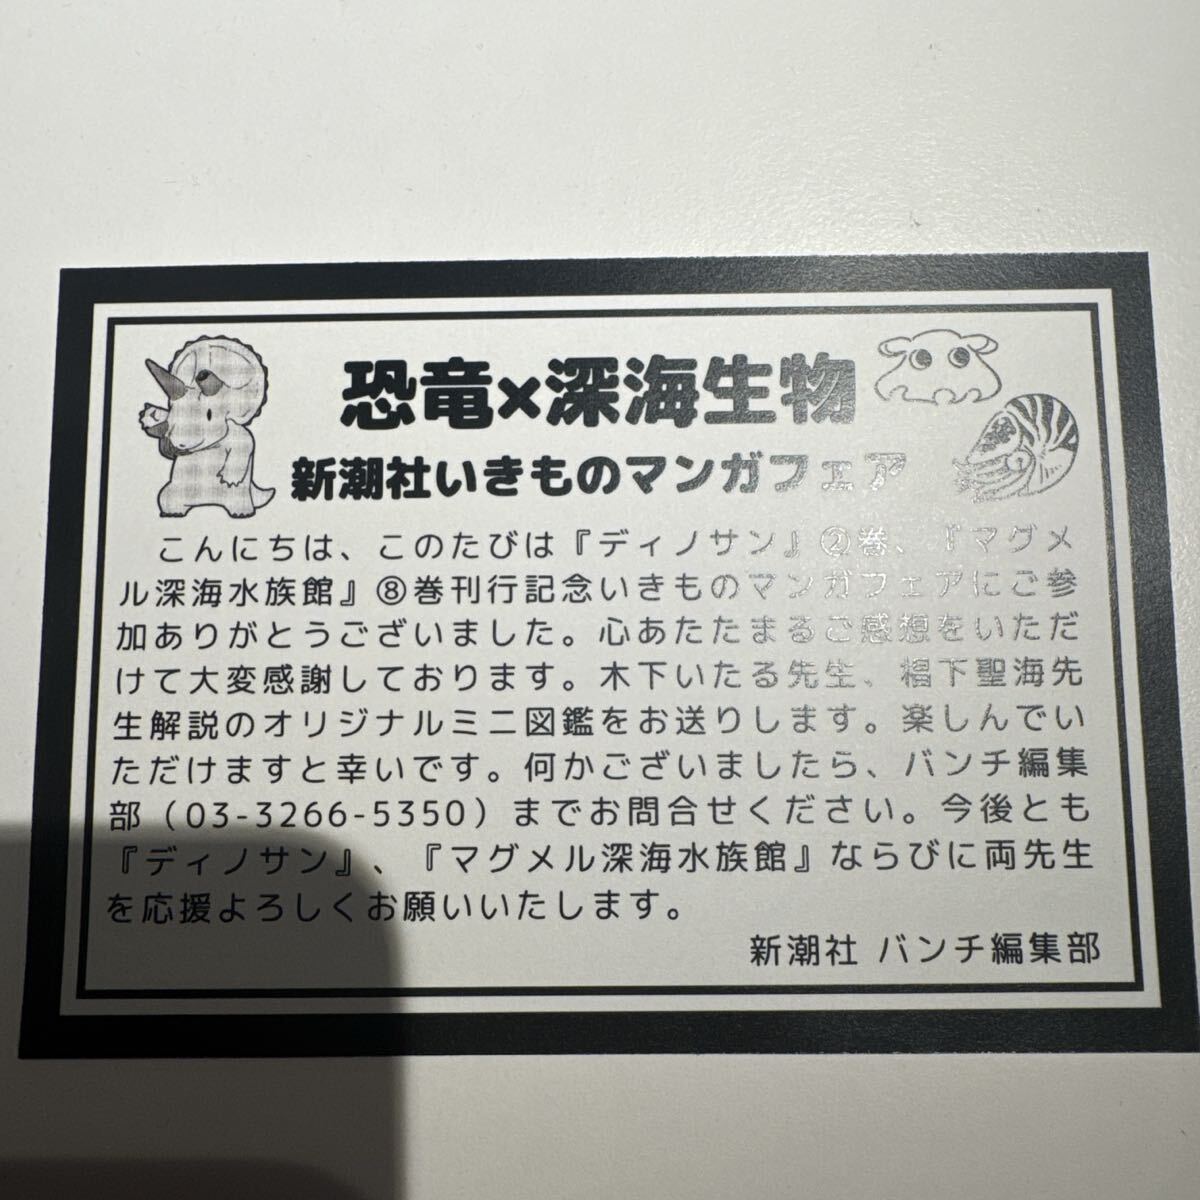 恐竜×深海生物
新潮社いきものマンガフェア
こんにちは、このたびは『ディノサン』②巻、『マグメ
ル深海水族館』⑧巻刊行記念いきものマンガフェアにご参
加ありがとうございました。心あたたまるご感想をいただ
けて大変感謝しております。木下いたる先生、椙下聖海先
生解説のオリジナルミニ図鑑をお送りします。楽しんでい
ただけますと幸いです。何かございましたら、バンチ編集
部（03-3266-5350）までお問合せください。今後とも
『ディノサン』、『マグメル深海水族館』ならびに両先生
を応援よろしくお願いいたします。
新潮社 バンチ編集部